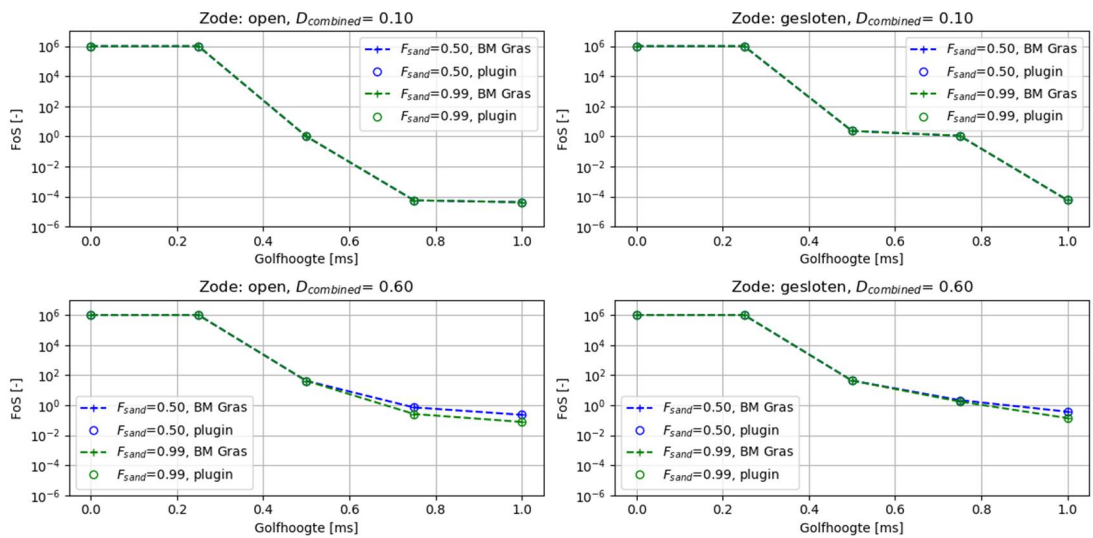 Zode: open, D_combined= 0.10
10^6
10^4
10^2
10^0
10^-2
10^-4
10^-6
FoS [-]
F_sand=0.50, BM Gras
F_sand=0.50, plugin
F_sand=0.99, BM Gras
F_sand=0.99, plugin
0.0 0.2 0.4 0.6 0.8 1.0
Golfhoogte [ms]
Zode: gesloten, D_combined= 0.10
10^6
10^4
10^2
10^0
10^-2
10^-4
10^-6
FoS [-]
F_sand=0.50, BM Gras
F_sand=0.50, plugin
F_sand=0.99, BM Gras
F_sand=0.99, plugin
0.0 0.2 0.4 0.6 0.8 1.0
Golfhoogte [ms]
Zode: open, D_combined= 0.60
10^6
10^4
10^2
10^0
10^-2
10^-4
10^-6
FoS [-]
F_sand=0.50, BM Gras
F_sand=0.50, plugin
F_sand=0.99, BM Gras
F_sand=0.99, plugin
0.0 0.2 0.4 0.6 0.8 1.0
Golfhoogte [ms]
Zode: gesloten, D_combined= 0.60
10^6
10^4
10^2
10^0
10^-2
10^-4
10^-6
FoS [-]
F_sand=0.50, BM Gras
F_sand=0.50, plugin
F_sand=0.99, BM Gras
F_sand=0.99, plugin
0.0 0.2 0.4 0.6 0.8 1.0
Golfhoogte [ms]